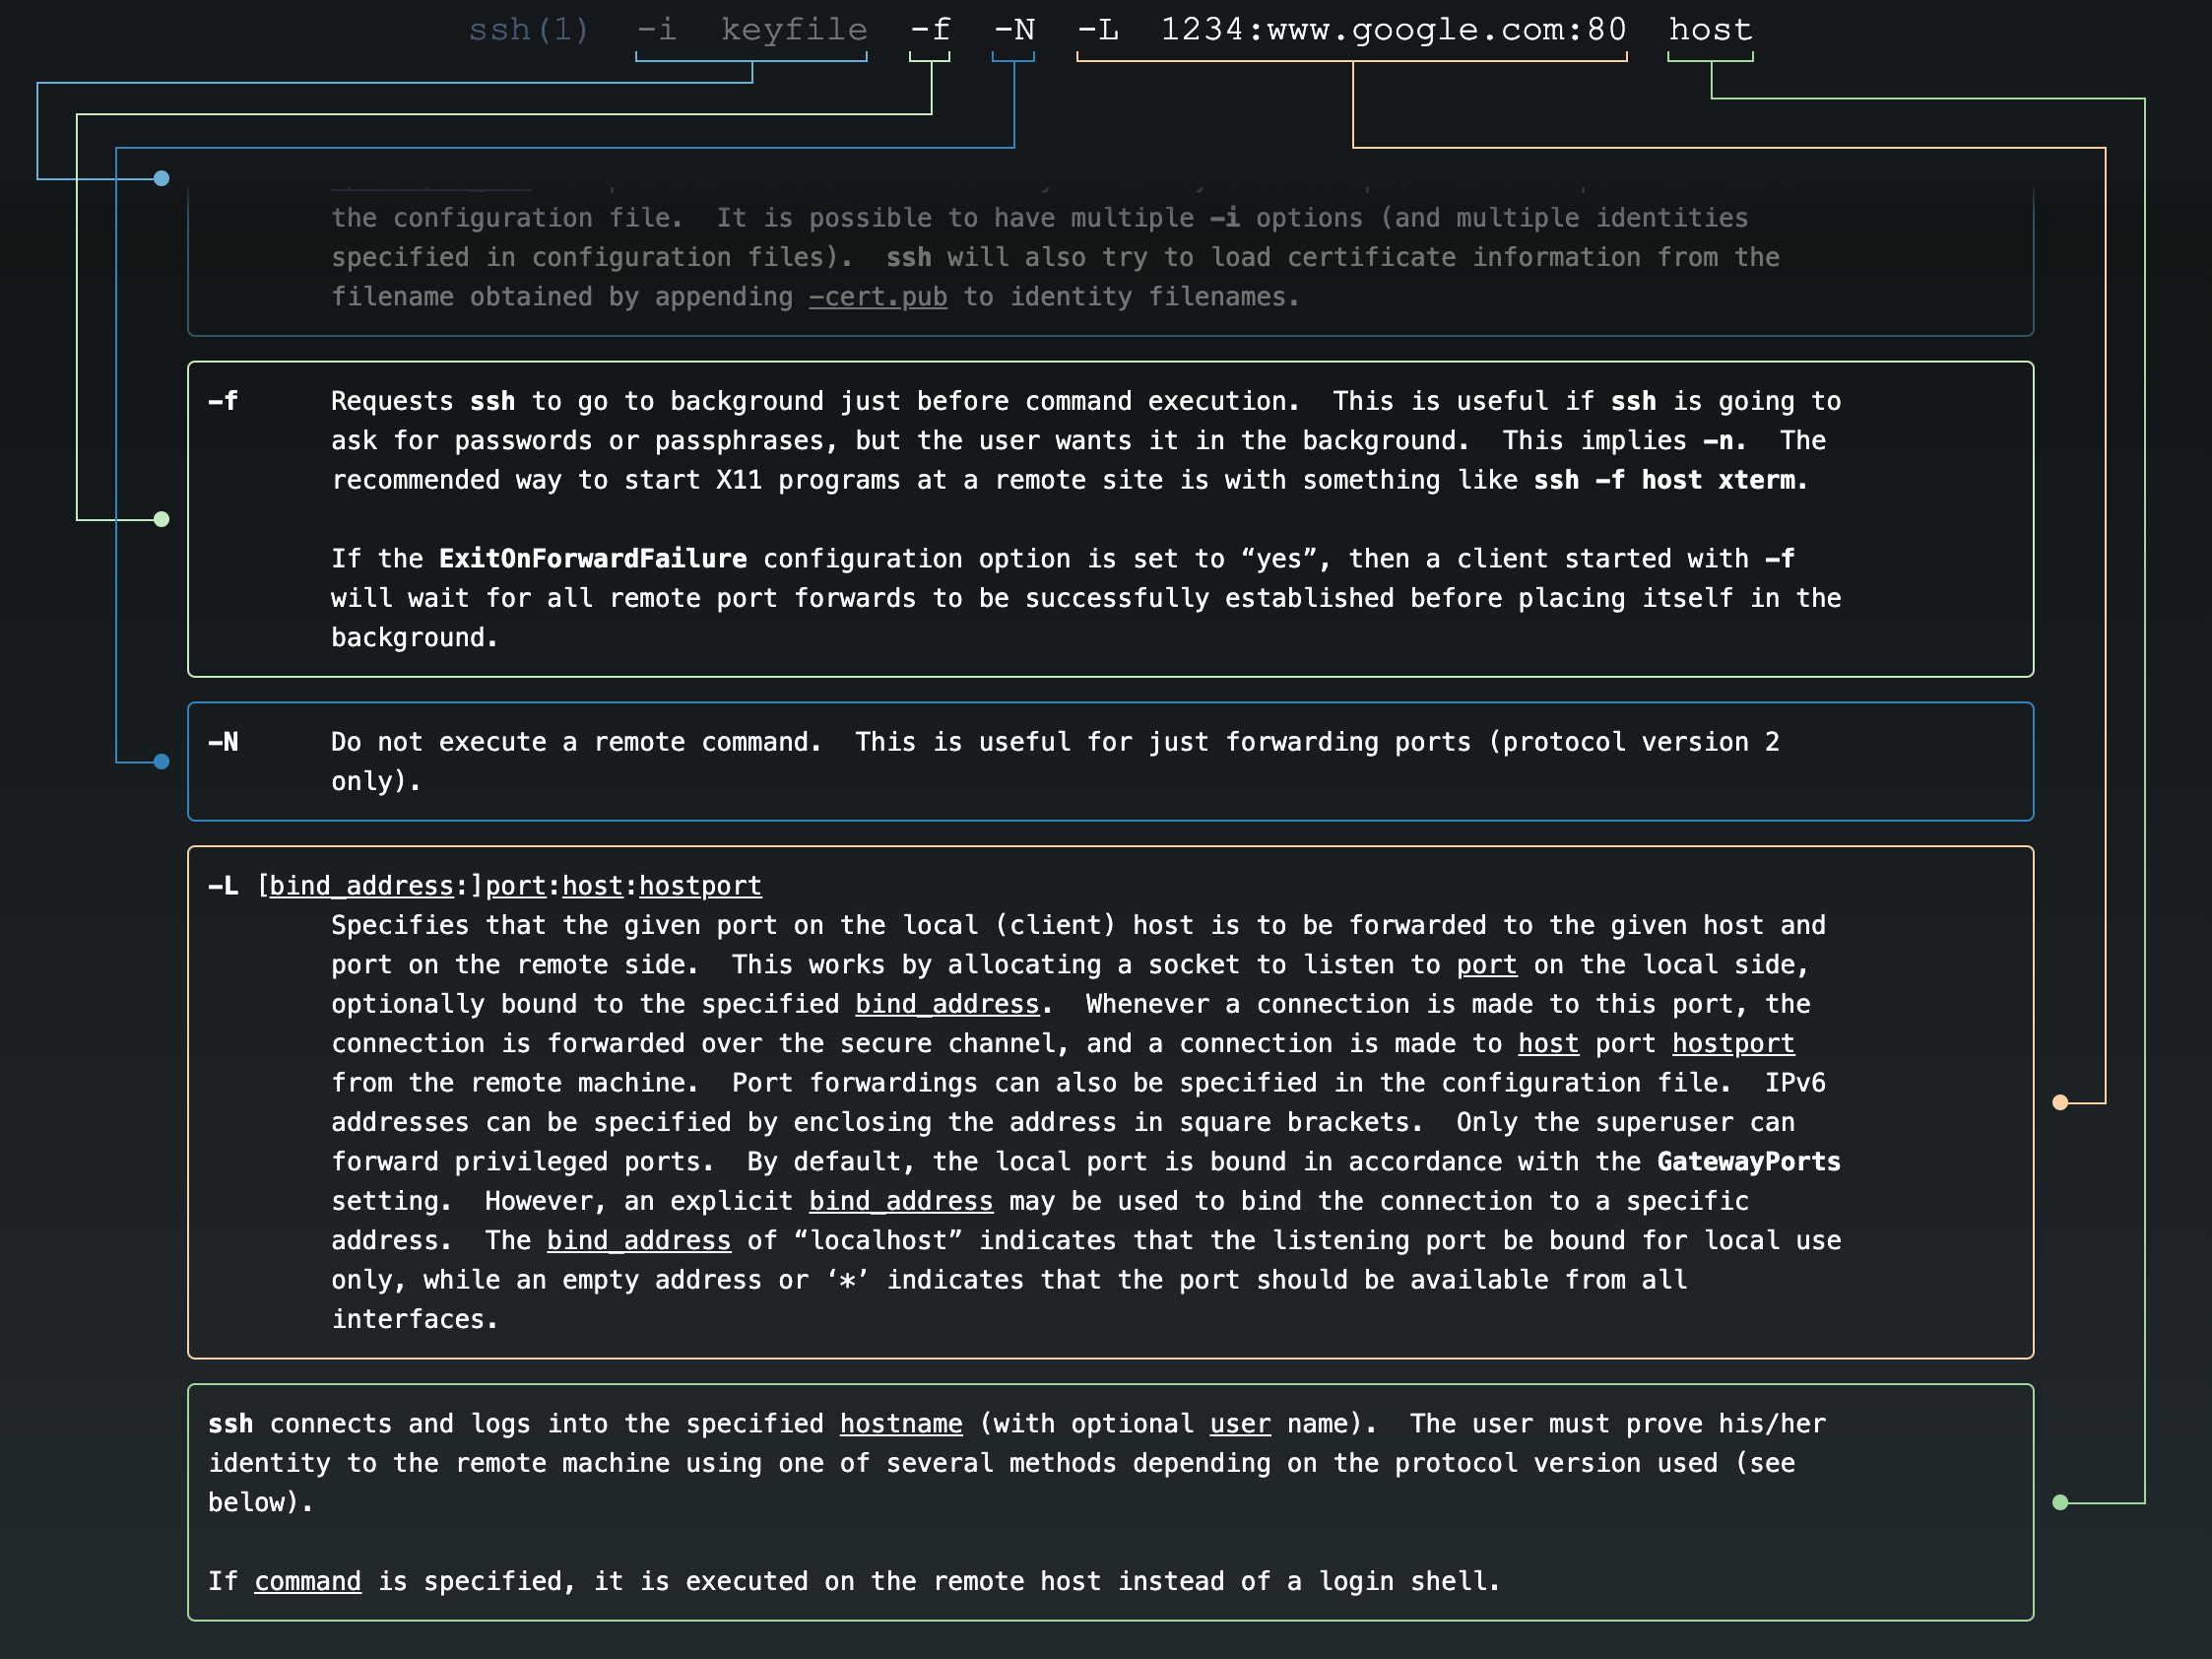 ssh(1) -i keyfile -f -N -L 1234:www.google.com:80 host
the configuration file. It is possible to have multiple -i options (and multiple identities
specified in configuration files). ssh will also try to load certificate information from the
filename obtained by appending -cert.pub to identity filenames.
-f Requests ssh to go to background just before command execution. This is useful if ssh is going to
ask for passwords or passphrases, but the user wants it in the background. This implies -n. The
recommended way to start X11 programs at a remote site is with something like ssh -f host xterm.
If the ExitOnForwardFailure configuration option is set to “yes”, then a client started with -f
will wait for all remote port forwards to be successfully established before placing itself in the
background.
-N Do not execute a remote command. This is useful for just forwarding ports (protocol version 2
only).
-L [bind_address:]port:host:hostport
Specifies that the given port on the local (client) host is to be forwarded to the given host and
port on the remote side. This works by allocating a socket to listen to port on the local side,
optionally bound to the specified bind_address. Whenever a connection is made to this port, the
connection is forwarded over the secure channel, and a connection is made to host port hostport
from the remote machine. Port forwardings can also be specified in the configuration file. IPv6
addresses can be specified by enclosing the address in square brackets. Only the superuser can
forward privileged ports. By default, the local port is bound in accordance with the GatewayPorts
setting. However, an explicit bind_address may be used to bind the connection to a specific
address. The bind_address of “localhost” indicates that the listening port be bound for local use
only, while an empty address or ‘*’ indicates that the port should be available from all
interfaces.
ssh connects and logs into the specified hostname (with optional user name). The user must prove his/her
identity to the remote machine using one of several methods depending on the protocol version used (see
below).
If command is specified, it is executed on the remote host instead of a login shell.